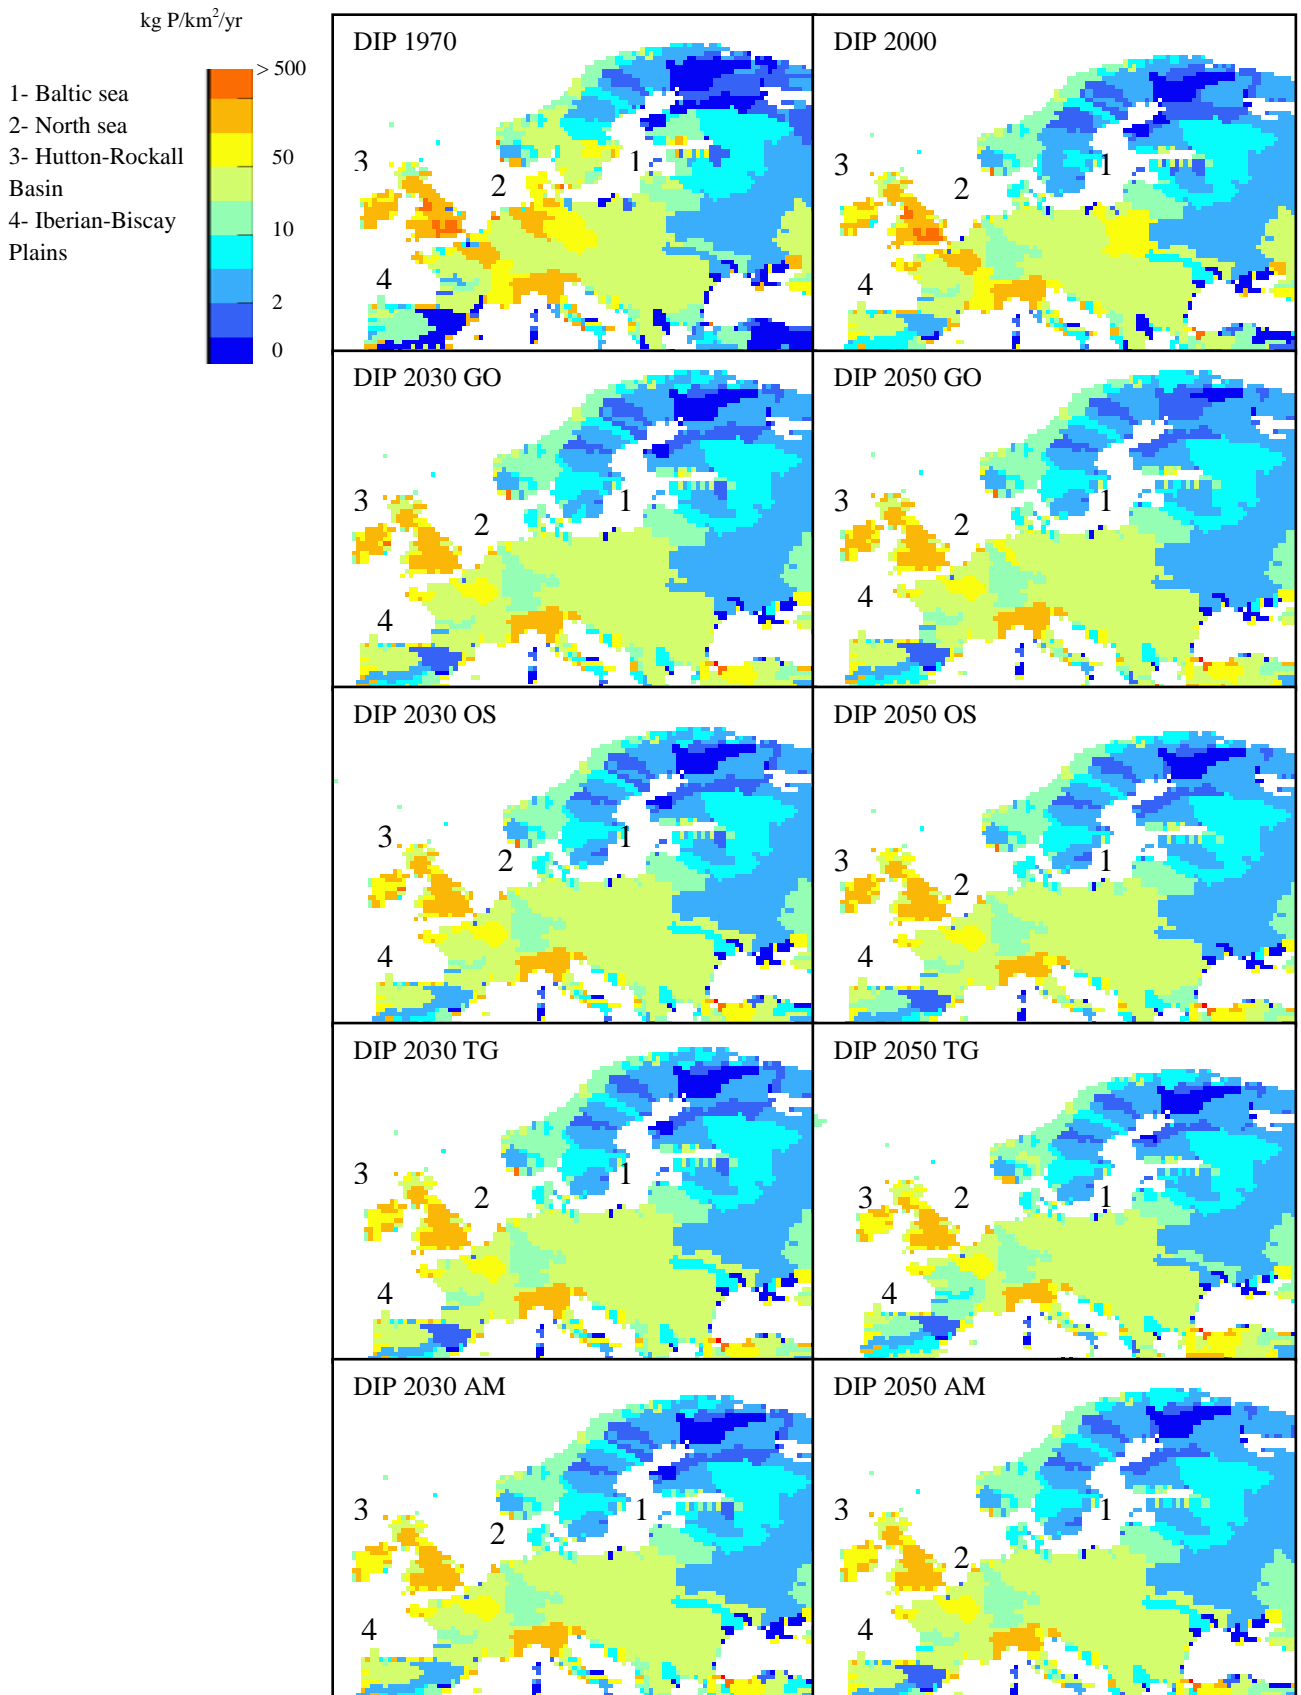 kg P/km²/yr
> 500
50
10
2
0
1- Baltic sea
2- North sea
3- Hutton-Rockall
Basin
4- Iberian-Biscay
Plains
DIP 1970
1
2
3
4
DIP 2000
1
2
3
4
DIP 2030 GO
1
2
3
4
DIP 2050 GO
1
2
3
4
DIP 2030 OS
1
2
3
4
DIP 2050 OS
1
2
3
4
DIP 2030 TG
1
2
3
4
DIP 2050 TG
1
2
3
4
DIP 2030 AM
1
2
3
4
DIP 2050 AM
1
2
3
4